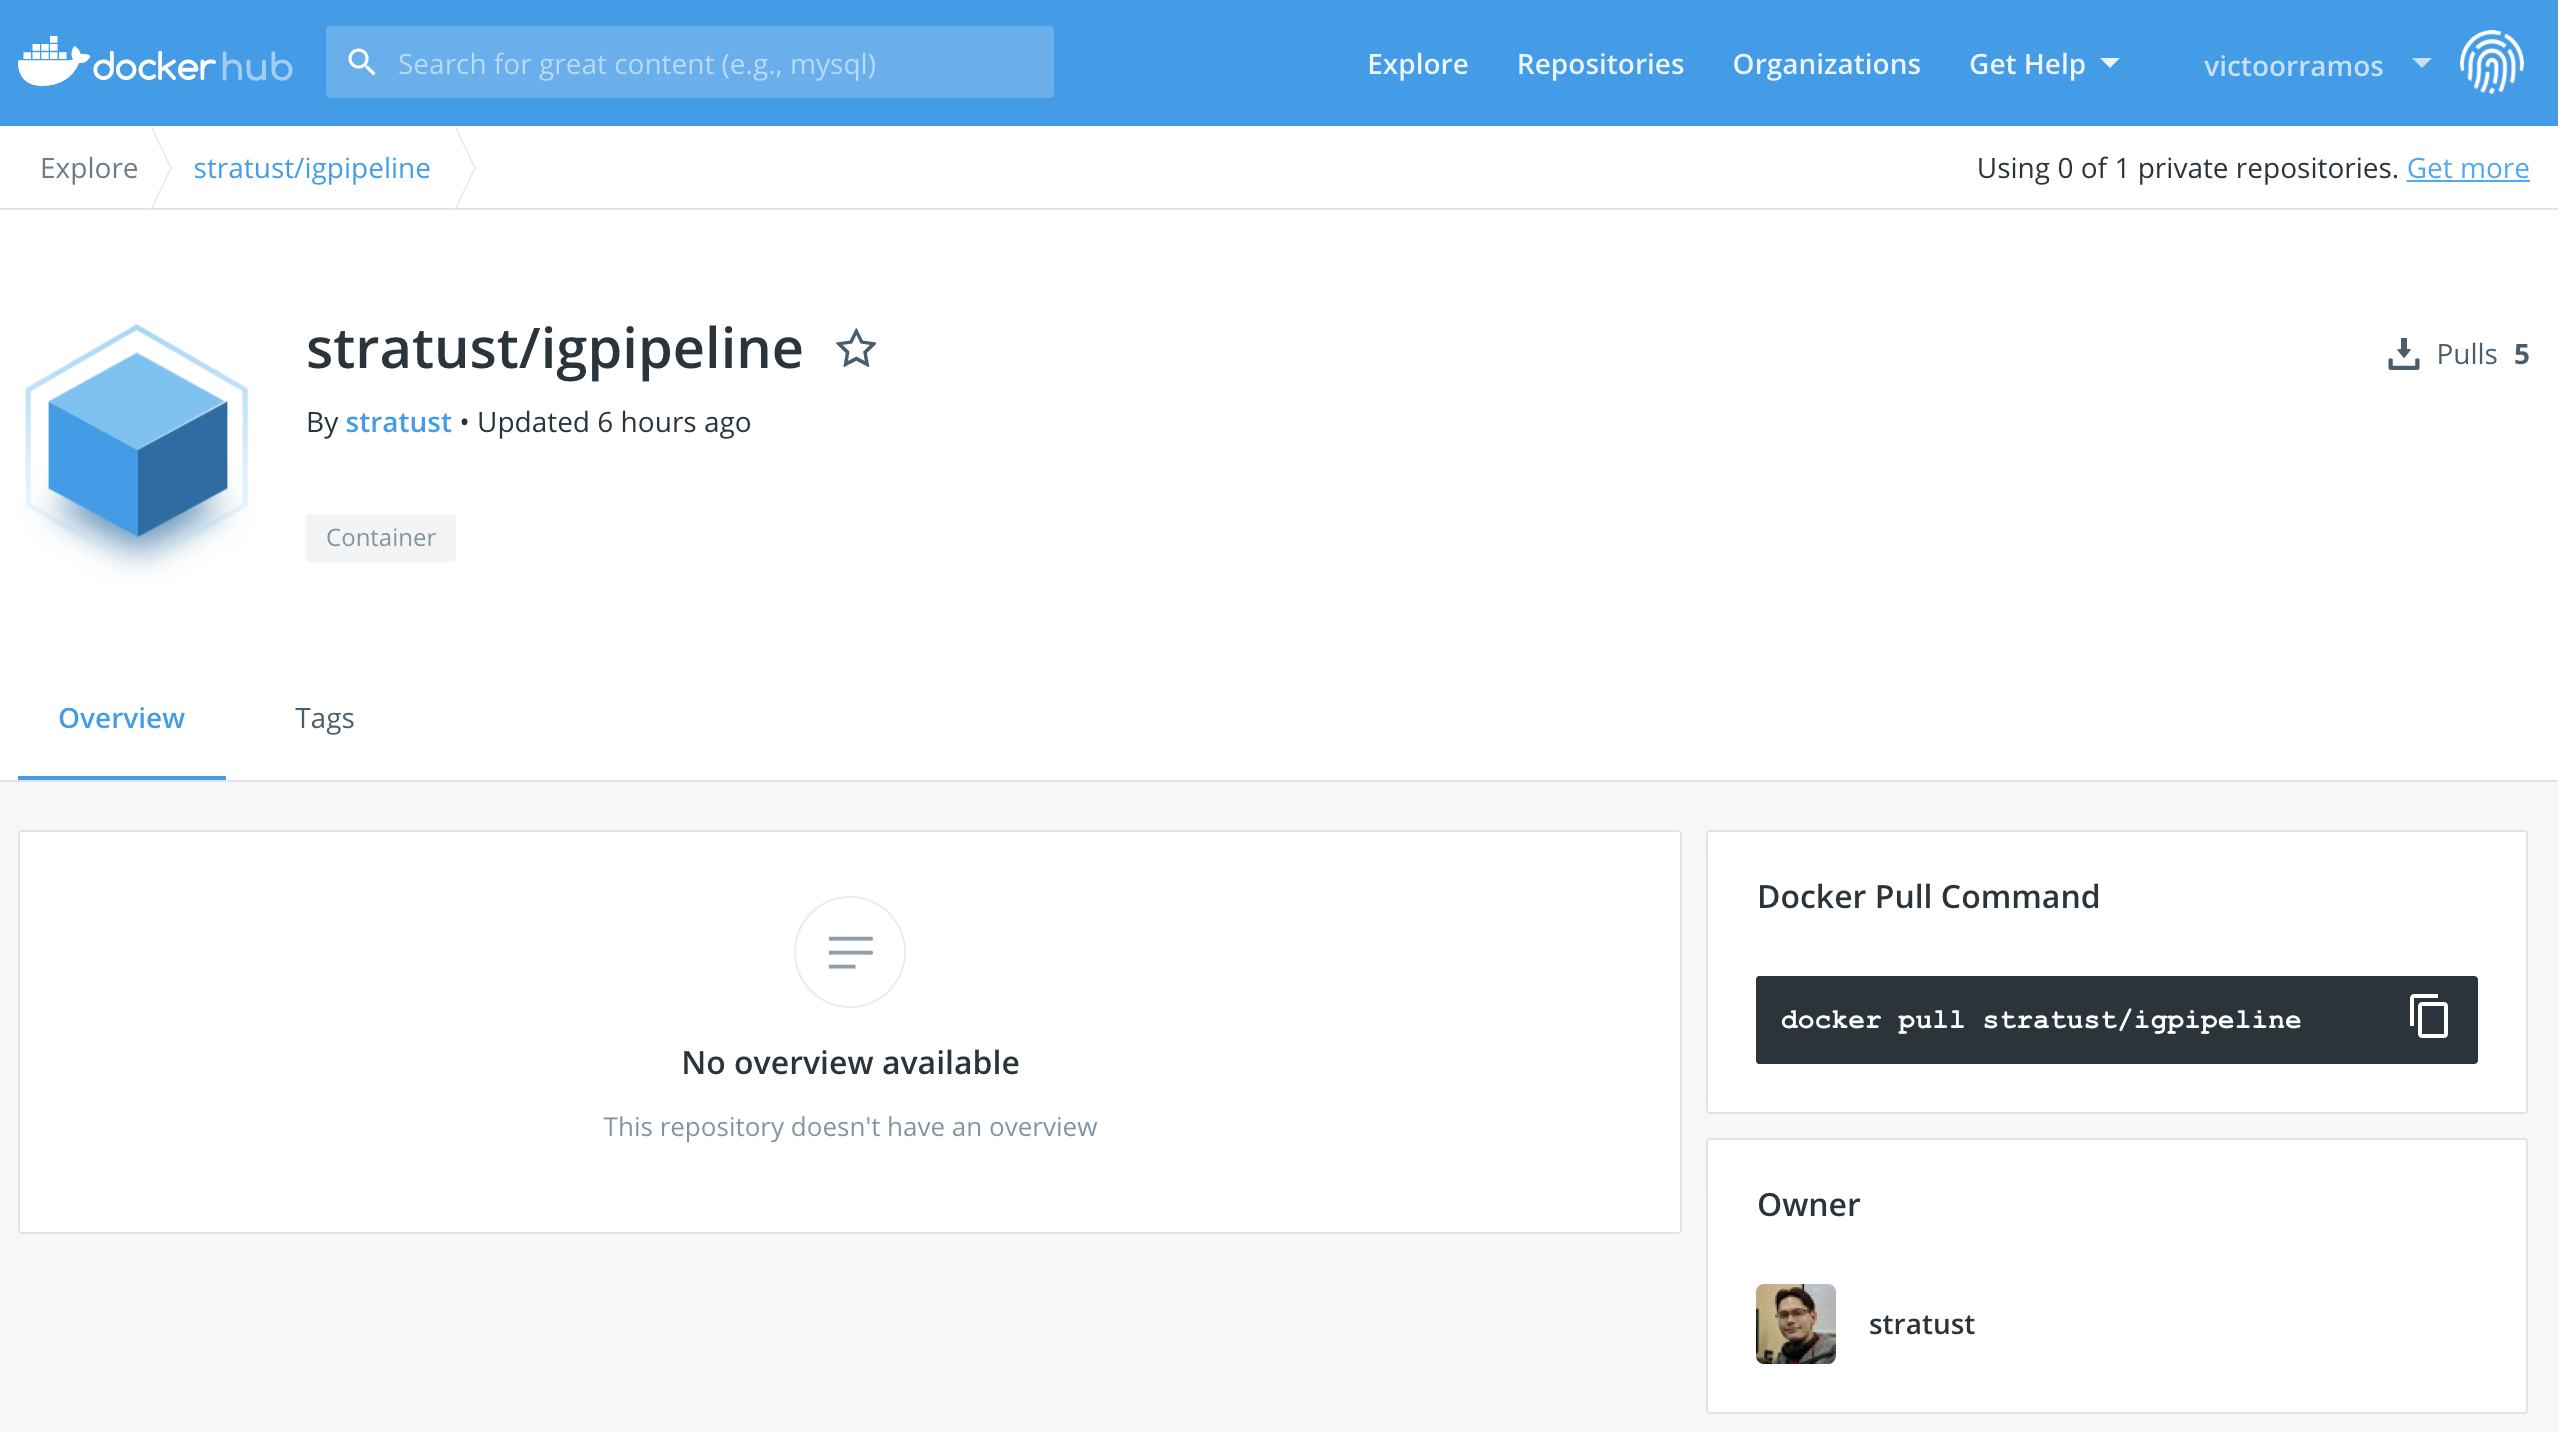 docker hub
Search for great content (e.g., mysql)
Explore
Repositories
Organizations
Get Help
victoorramos
Explore
stratust/igpipeline
Using 0 of 1 private repositories. Get more
stratust/igpipeline
Pulls 5
By stratust • Updated 6 hours ago
Container
Overview
Tags
No overview available
This repository doesn't have an overview
Docker Pull Command
docker pull stratust/igpipeline
Owner
stratust